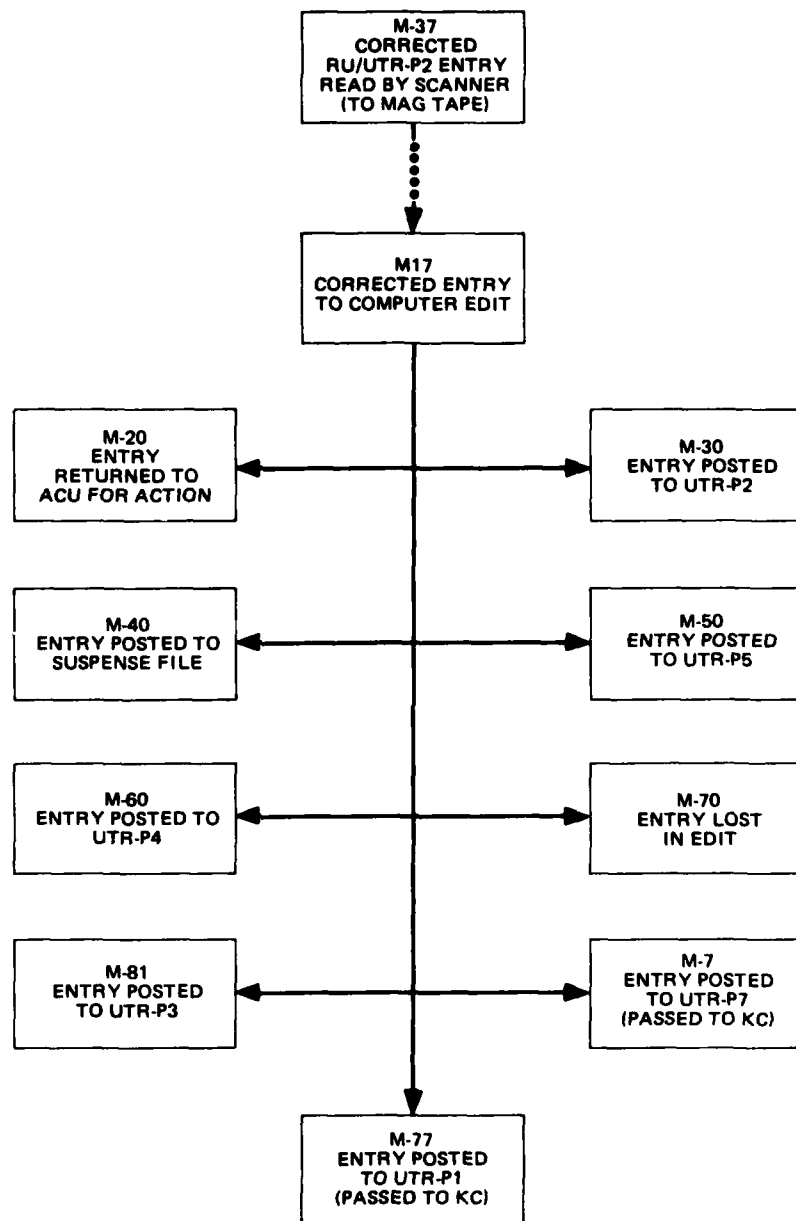 M-37
CORRECTED
RU/UTR-P2 ENTRY
READ BY SCANNER
(TO MAG TAPE)
M17
CORRECTED ENTRY
TO COMPUTER EDIT
M-20
ENTRY
RETURNED TO
ACU FOR ACTION
M-30
ENTRY POSTED
TO UTR-P2
M-40
ENTRY POSTED TO
SUSPENSE FILE
M-50
ENTRY POSTED
TO UTR-P5
M-60
ENTRY POSTED TO
UTR-P4
M-70
ENTRY LOST
IN EDIT
M-81
ENTRY POSTED
TO UTR-P3
M-7
ENTRY POSTED
TO UTR-P7
(PASSED TO KC)
M-77
ENTRY POSTED
TO UTR-P1
(PASSED TO KC)